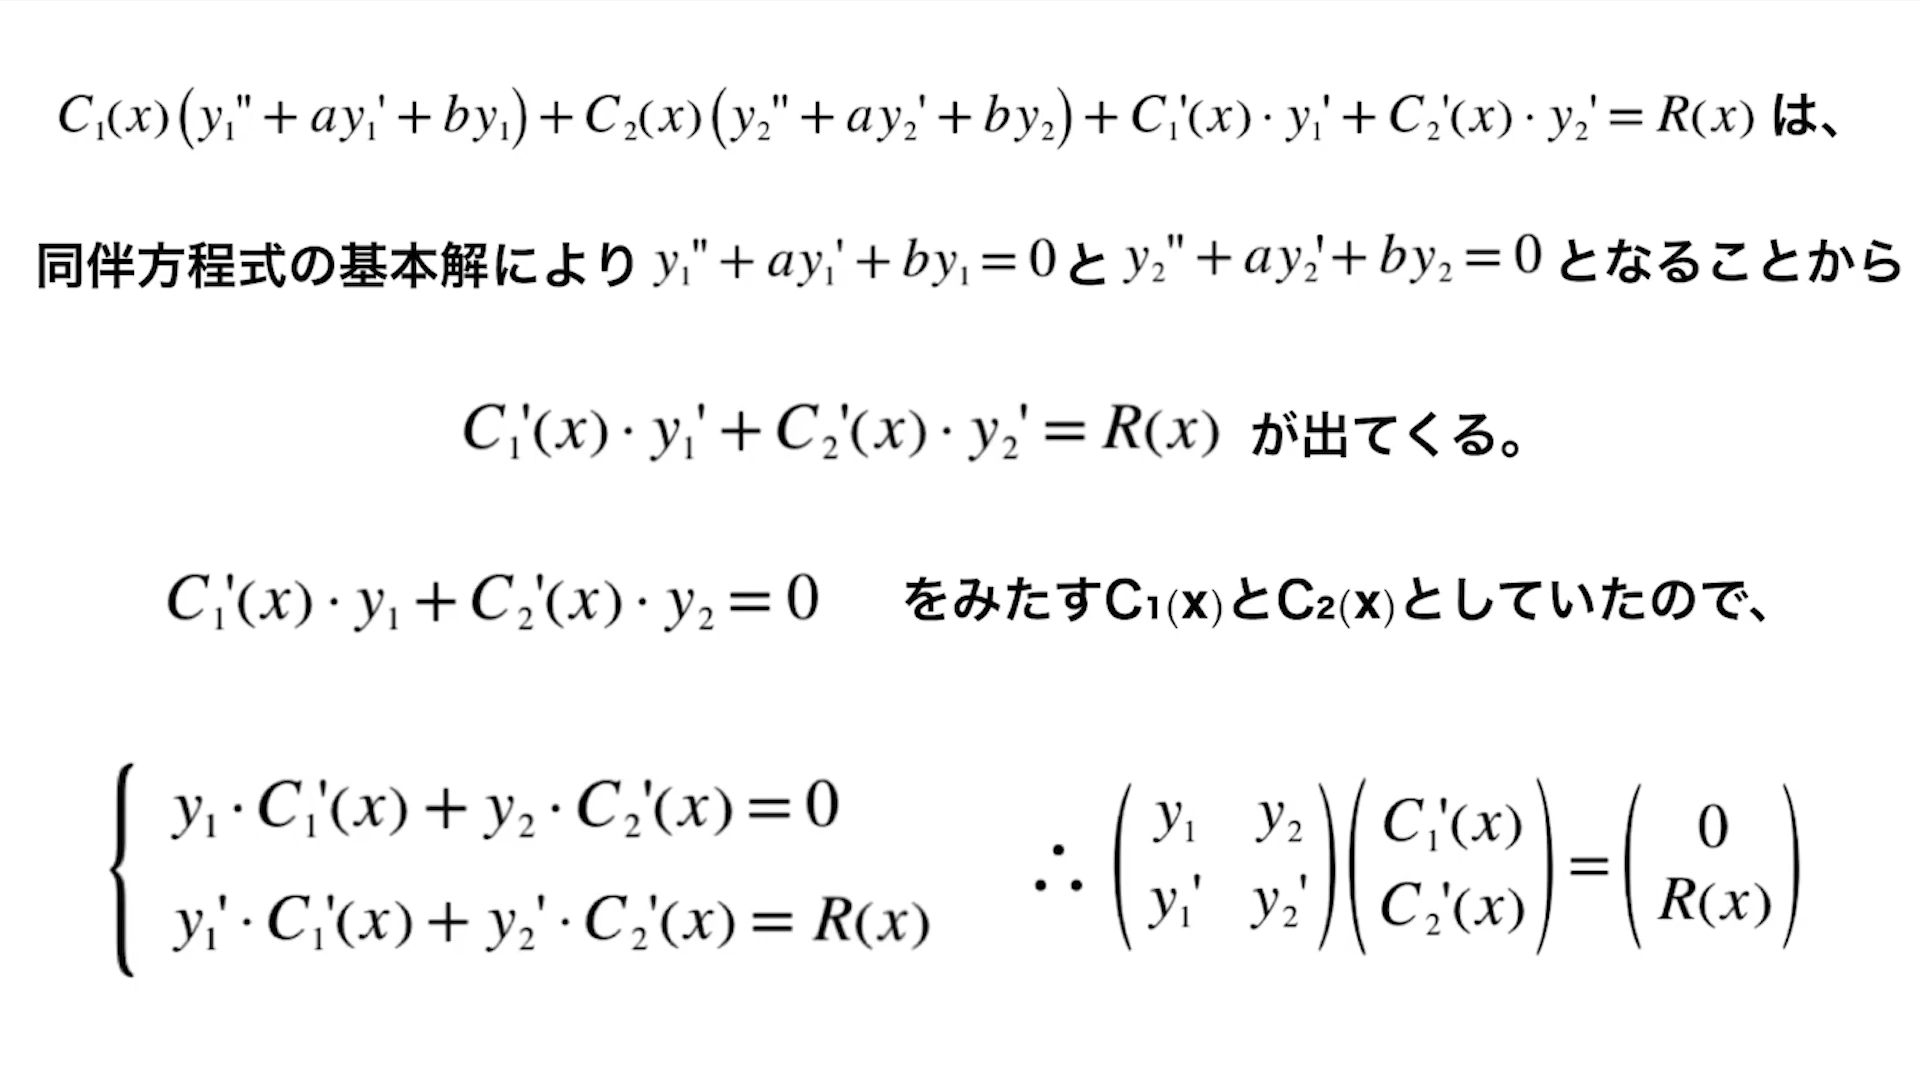 C₁(x)(y₁''+ay₁'+by₁)+C₂(x)(y₂''+ay₂'+by₂)+C₁'(x)・y₁'+C₂'(x)・y₂'=R(x) は、
同伴方程式の基本解により y₁''+ay₁'+by₁=0 と y₂''+ay₂'+by₂=0 となることから
C₁'(x)・y₁'+C₂'(x)・y₂'=R(x) が出てくる。
C₁'(x)・y₁+C₂'(x)・y₂=0 をみたすC₁(x)とC₂(x)としていたので、
{ y₁・C₁'(x)+y₂・C₂'(x)=0
y₁'・C₁'(x)+y₂'・C₂'(x)=R(x)
∴ (y₁ y₂
y₁' y₂')(C₁'(x)
C₂'(x))=(0
R(x))